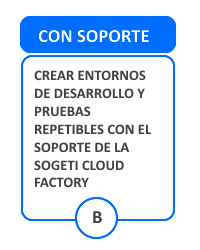 CON SOPORTE
CREAR ENTORNOS
DE DESARROLLO Y
PRUEBAS
REPETIBLES CON EL
SOPORTE DE LA
SOGETI CLOUD
FACTORY
B